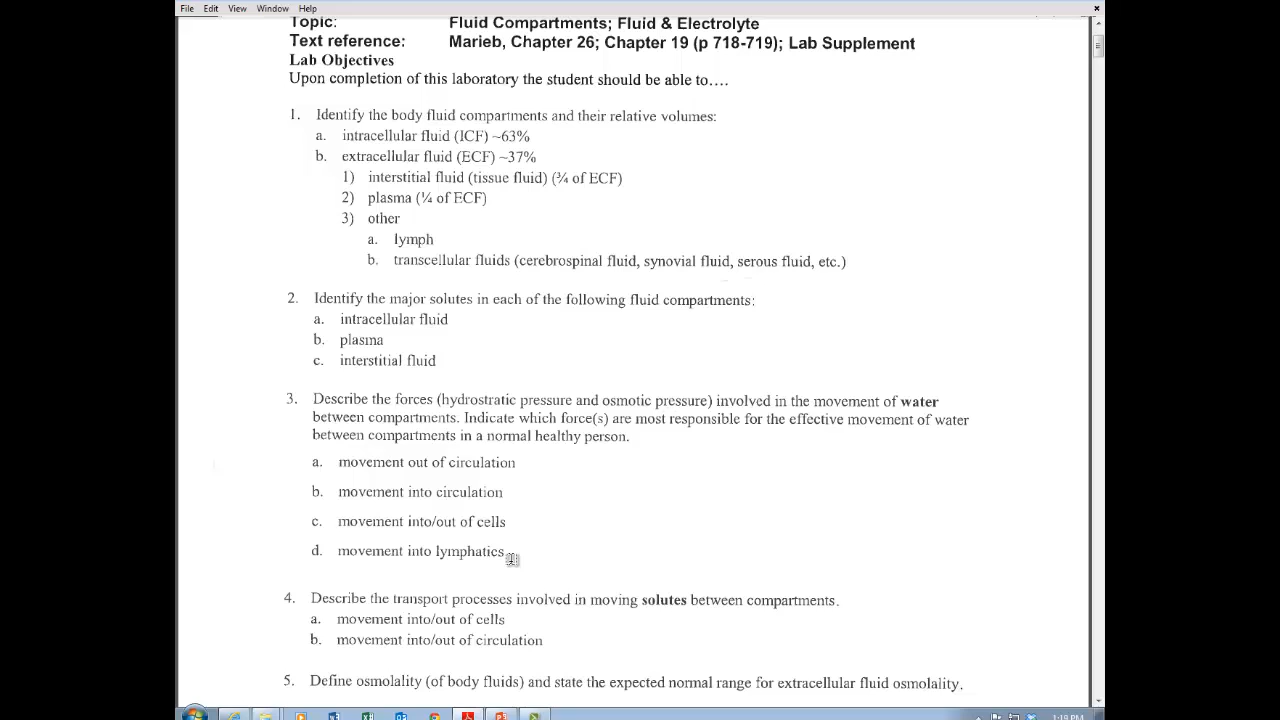 File Edit View Window Help
Topic: Fluid Compartments; Fluid & Electrolyte
Text reference: Marieb, Chapter 26; Chapter 19 (p 718-719); Lab Supplement
Lab Objectives
Upon completion of this laboratory the student should be able to….
1. Identify the body fluid compartments and their relative volumes:
a. intracellular fluid (ICF) ~63%
b. extracellular fluid (ECF) ~37%
1) interstitial fluid (tissue fluid) (¾ of ECF)
2) plasma (¼ of ECF)
3) other
a. lymph
b. transcellular fluids (cerebrospinal fluid, synovial fluid, serous fluid, etc.)
2. Identify the major solutes in each of the following fluid compartments:
a. intracellular fluid
b. plasma
c. interstitial fluid
3. Describe the forces (hydrostratic pressure and osmotic pressure) involved in the movement of water
between compartments. Indicate which force(s) are most responsible for the effective movement of water
between compartments in a normal healthy person.
a. movement out of circulation
b. movement into circulation
c. movement into/out of cells
d. movement into lymphatics
4. Describe the transport processes involved in moving solutes between compartments.
a. movement into/out of cells
b. movement into/out of circulation
5. Define osmolality (of body fluids) and state the expected normal range for extracellular fluid osmolality.
1:19 PM